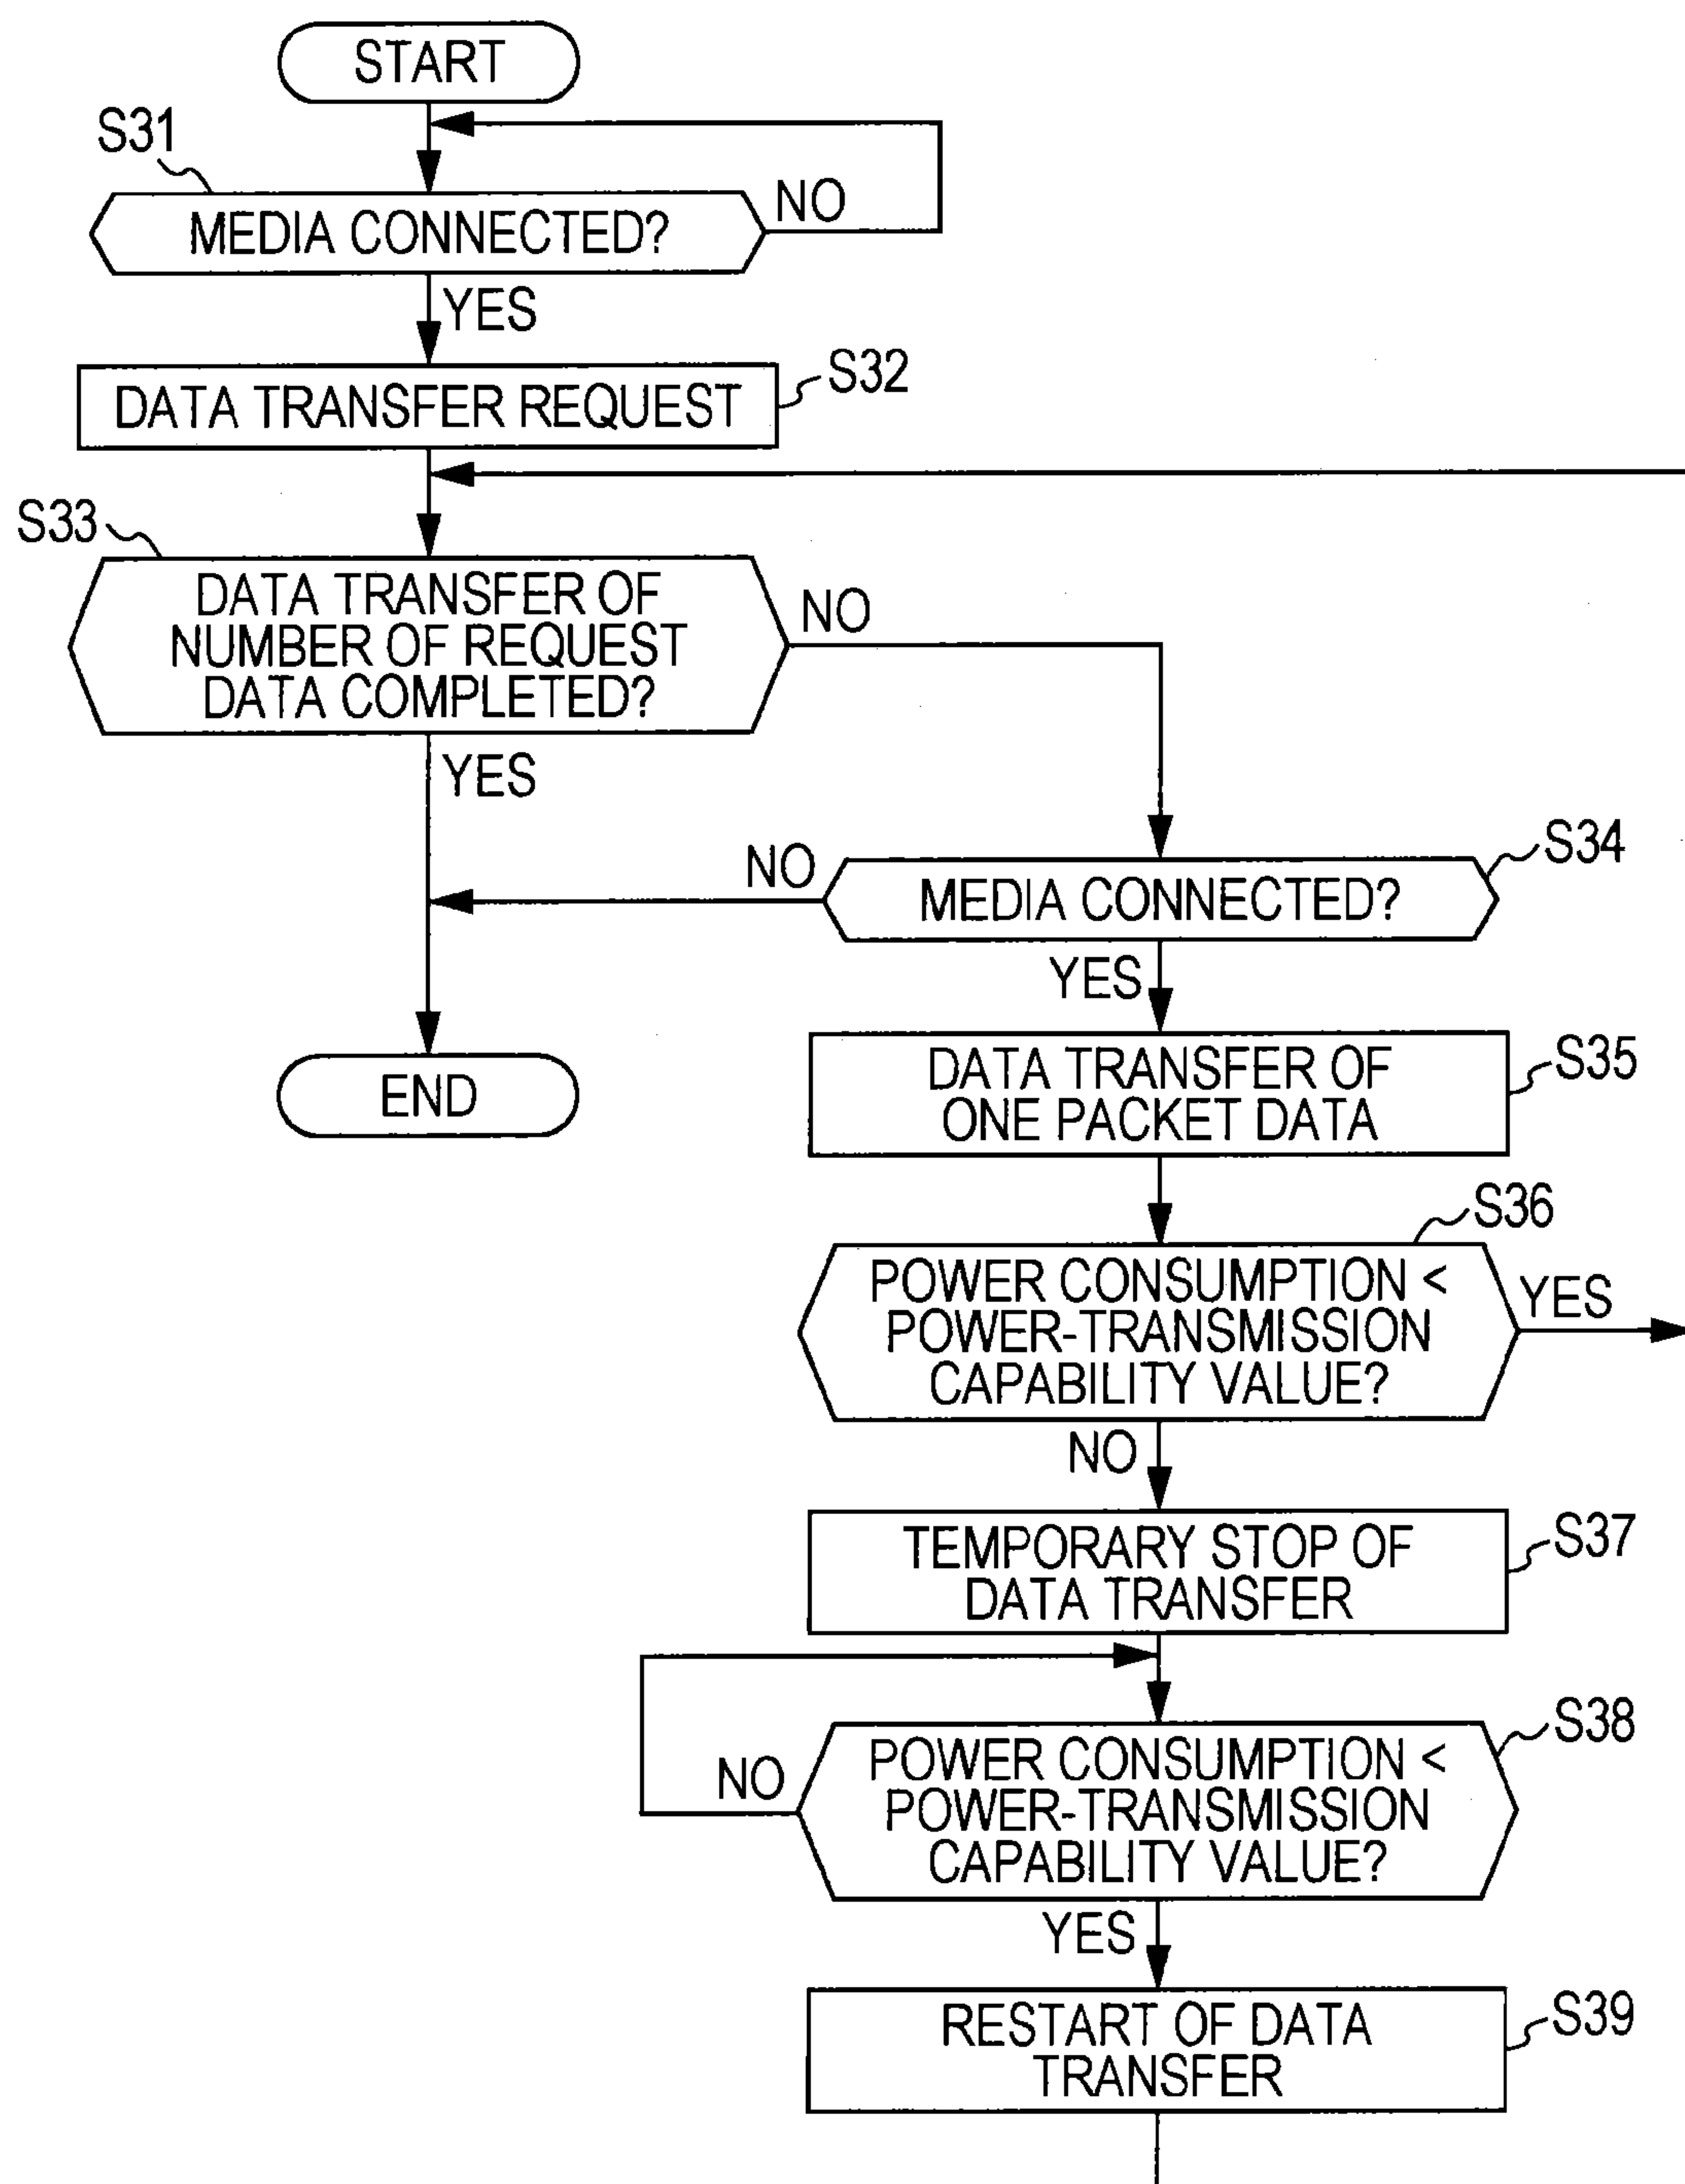 START
S31
MEDIA CONNECTED?
NO
YES
DATA TRANSFER REQUEST
S32
S33
DATA TRANSFER OF
NUMBER OF REQUEST
DATA COMPLETED?
NO
YES
NO
MEDIA CONNECTED?
S34
YES
END
DATA TRANSFER OF
ONE PACKET DATA
S35
S36
POWER CONSUMPTION <
POWER-TRANSMISSION
CAPABILITY VALUE?
YES
NO
TEMPORARY STOP OF
DATA TRANSFER
S37
NO
POWER CONSUMPTION <
POWER-TRANSMISSION
CAPABILITY VALUE?
S38
YES
RESTART OF DATA
TRANSFER
S39